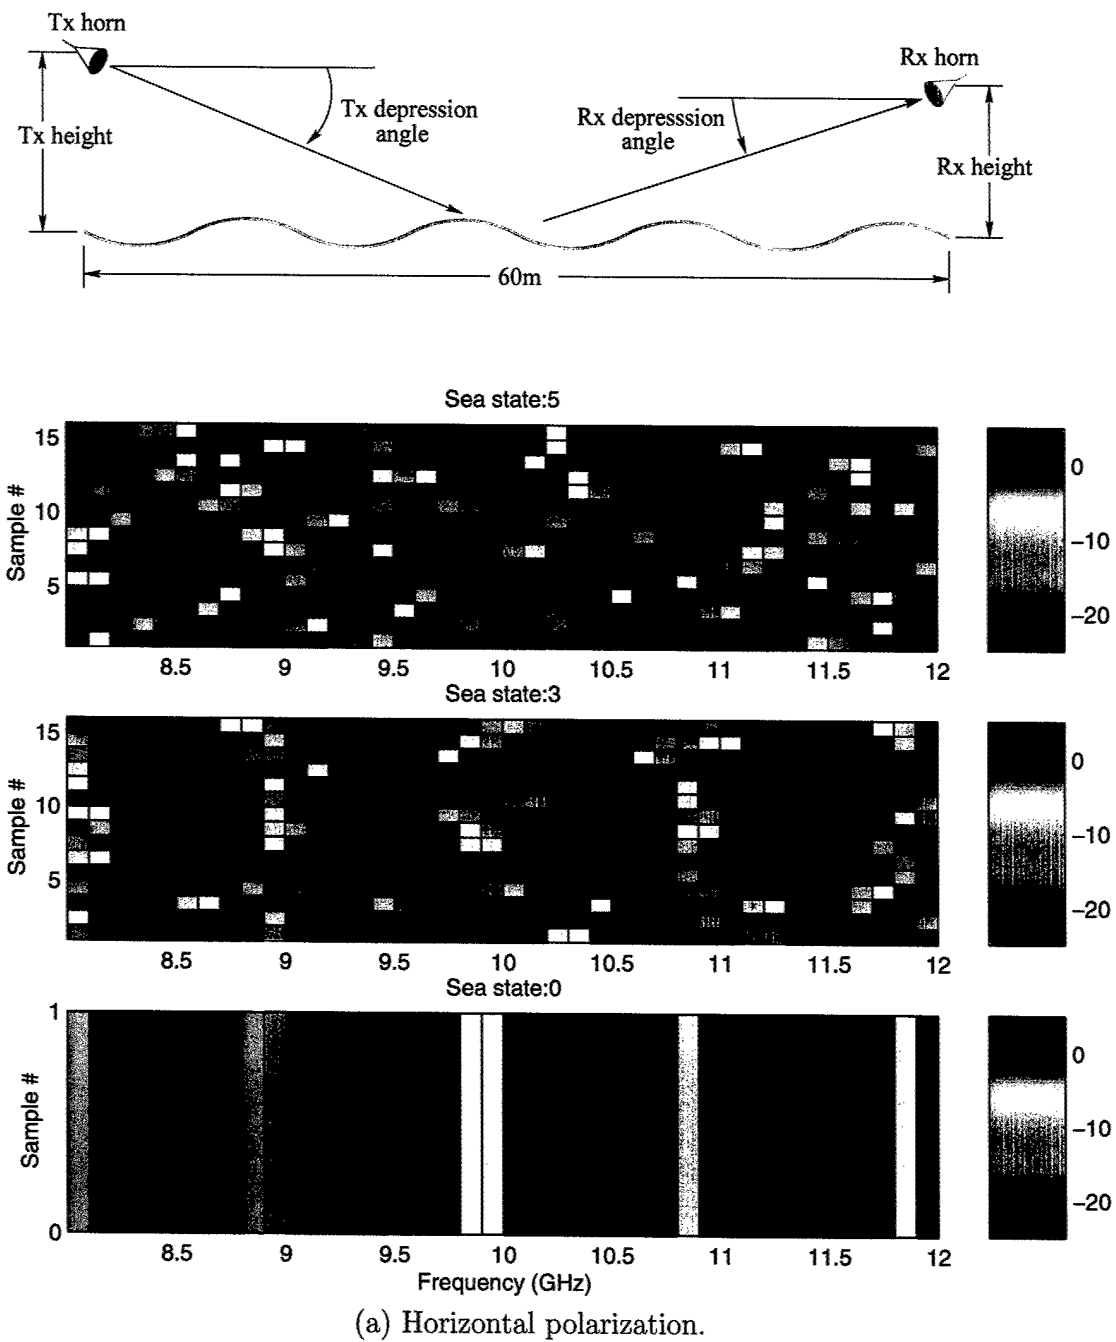 Tx horn
Rx horn
Tx depression
angle
Rx depresssion
angle
Tx height
Rx height
60m
Sea state:5
15
10
5
Sample #
8.5 9 9.5 10 10.5 11 11.5 12
0
−10
−20
Sea state:3
15
10
5
Sample #
8.5 9 9.5 10 10.5 11 11.5 12
0
−10
−20
Sea state:0
1
0
Sample #
8.5 9 9.5 10 10.5 11 11.5 12
0
−10
−20
Frequency (GHz)
(a) Horizontal polarization.